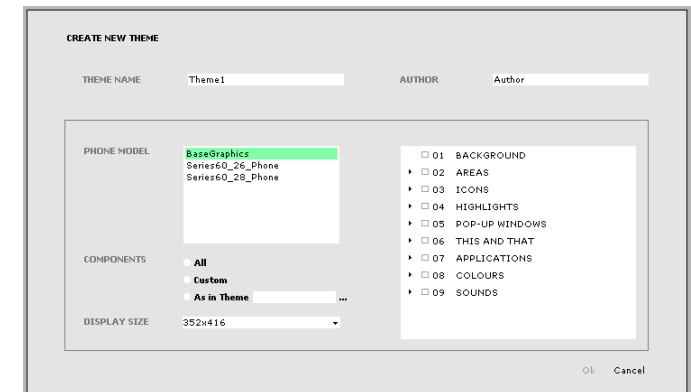 CREATE NEW THEME
THEME NAME Theme1 AUTHOR Author
PHONE MODEL
BaseGraphics
Series60_26_Phone
Series60_28_Phone
COMPONENTS
All
Custom
As in Theme ...
DISPLAY SIZE 352x416
01 BACKGROUND
02 AREAS
03 ICONS
04 HIGHLIGHTS
05 POP-UP WINDOWS
06 THIS AND THAT
07 APPLICATIONS
08 COLOURS
09 SOUNDS
Ok Cancel